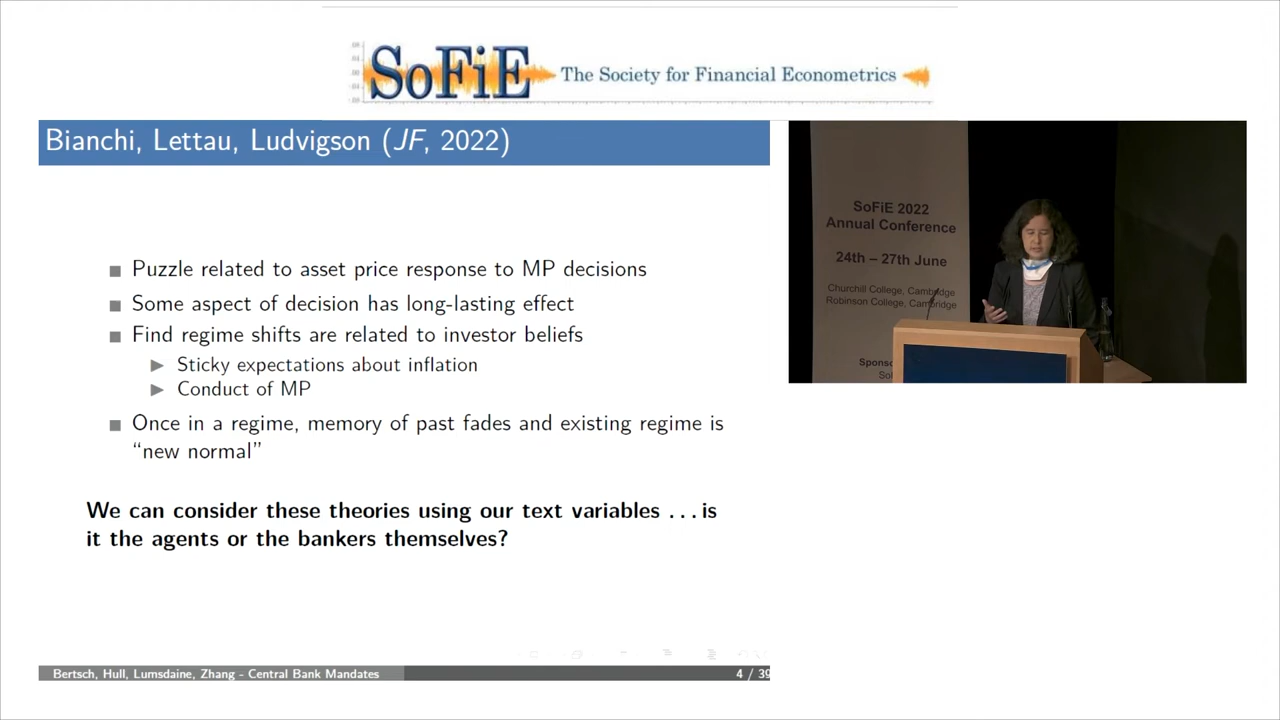 SoFiE The Society for Financial Econometrics
Bianchi, Lettau, Ludvigson (JF, 2022)
Puzzle related to asset price response to MP decisions
Some aspect of decision has long-lasting effect
Find regime shifts are related to investor beliefs
Sticky expectations about inflation
Conduct of MP
Once in a regime, memory of past fades and existing regime is
“new normal”
We can consider these theories using our text variables ...is
it the agents or the bankers themselves?
Bertsch, Hull, Lumsdaine, Zhang - Central Bank Mandates
4 / 39
SoFiE 2022
Annual Conference
24th – 27th June
Churchill College, Cambridge
Robinson College, Cambridge